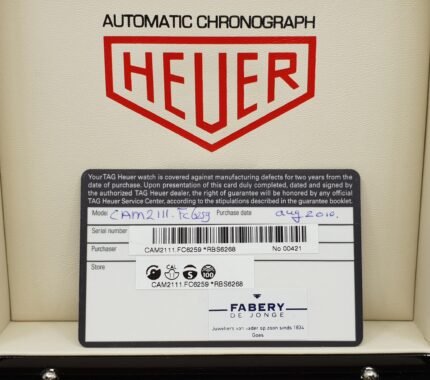 AUTOMATIC CHRONOGRAPH
HEUER
Your TAG Heuer watch is covered against manufacturing defects for two years from the
date of purchase. Upon presentation of this card duly completed, dated and signed by
the authorized TAG Heuer dealer, the right of guarantee will be honored by any official
TAG Heuer Service Center, according to the stipulations described in the guarantee booklet.
Model CAM2111.FC6259 Purchase date aug 2010.
Serial number
Purchaser CAM2111.FC6259 *RBS6268 No 00421
Store
CAL 5 100
CAM2111.FC6259 *RBS6268
FABERY
DE JONGE
Juweliers van vader op zoon sinds 1834
Goes